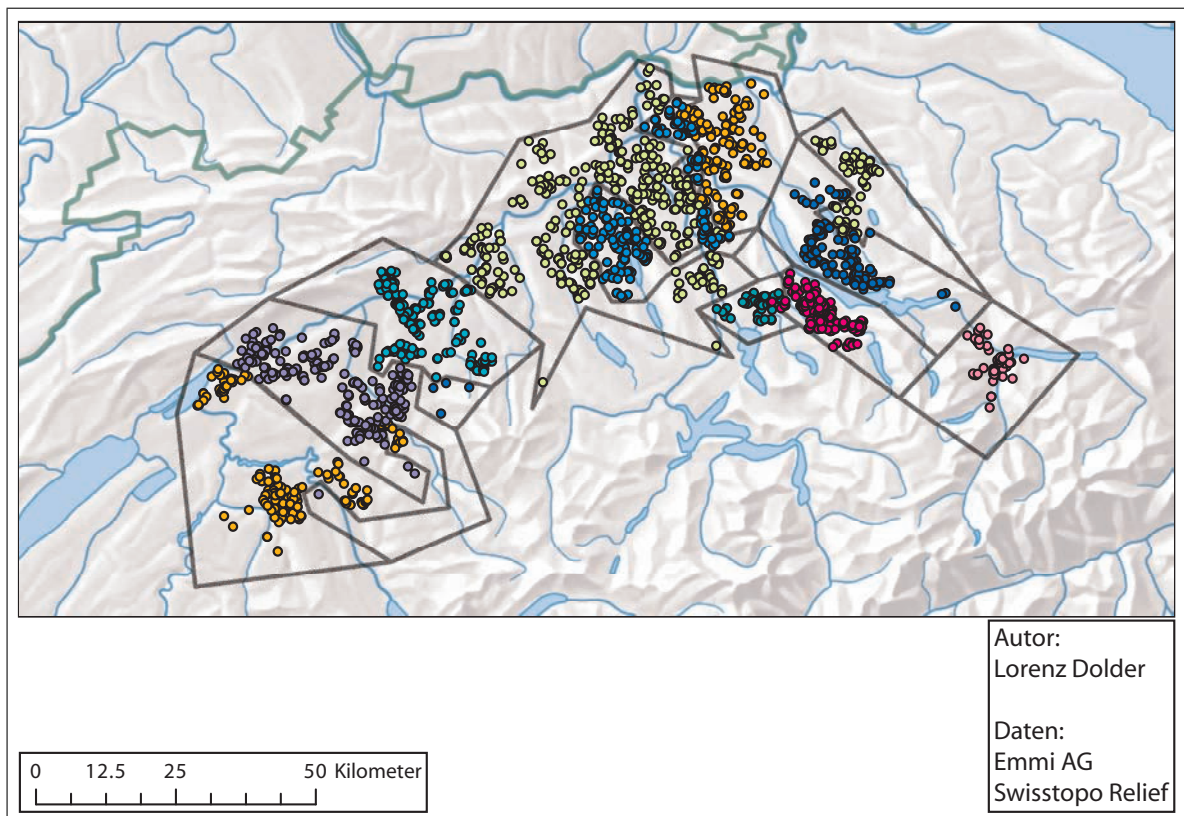 Autor:
Lorenz Dolder
Daten:
Emmi AG
Swisstopo Relief
0 12.5 25 50 Kilometer